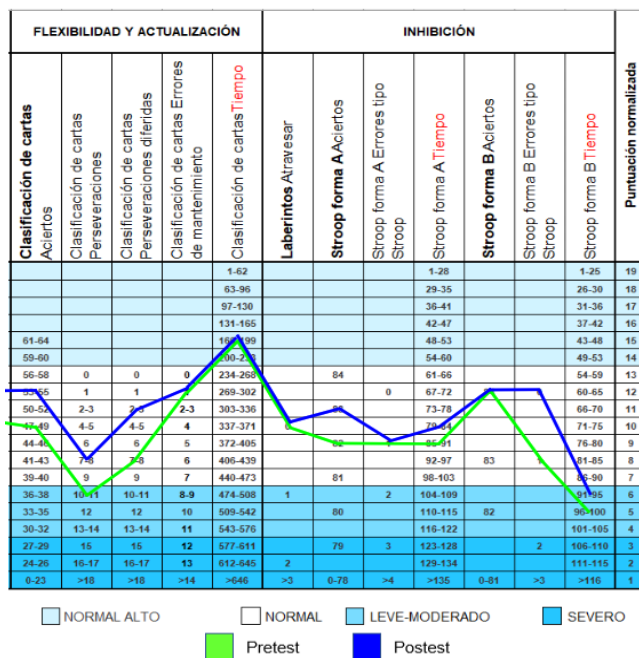 FLEXIBILIDAD Y ACTUALIZACIÓN INHIBICIÓN
Clasificación de cartas Aciertos
Clasificación de cartas Perseveraciones
Clasificación de cartas Perseveraciones diferidas
Clasificación de cartas Errores de mantenimiento
Clasificación de cartas Tiempo
Laberintos Atravesar
Stroop forma A Aciertos
Stroop forma A Errores tipo Stroop
Stroop forma A Tiempo
Stroop forma B Aciertos
Stroop forma B Errores tipo Stroop
Stroop forma B Tiempo
Puntuación normalizada
1-62 1-28 1-25 19
63-96 29-35 26-30 18
97-130 36-41 31-36 17
131-165 42-47 37-42 16
61-64 48-53 43-48 15
59-60 54-60 49-53 14
56-58 0 0 0 234-268 84 61-66 54-59 13
1 1 269-302 0 67-72 60-65 12
50-52 2-3 2-3 303-336 73-78 66-70 11
47-49 4-5 4-5 4 337-371 71-75 10
6 6 5 372-405 76-80 9
41-43 6 406-439 92-97 83 81-85 8
39-40 9 9 7 440-473 81 98-103 86-90 7
36-38 10-11 10-11 8-9 474-508 1 2 104-109 91-95 6
33-35 12 12 10 509-542 80 110-115 82 96-100 5
30-32 13-14 13-14 11 543-576 116-122 101-105 4
27-29 15 15 12 577-611 79 3 123-128 2 106-110 3
24-26 16-17 16-17 13 612-645 2 129-134 111-115 2
0-23 >18 >18 >14 >646 >3 0-78 >4 >135 0-81 >3 >116 1
NORMAL ALTO NORMAL LEVE-MODERADO SEVERO
Pretest Postest